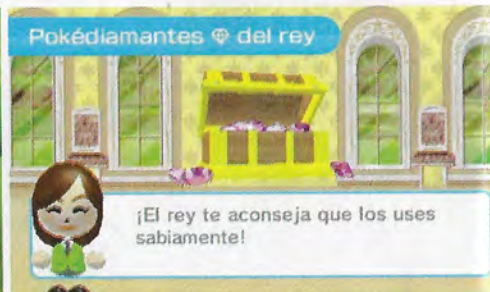 Pokédiamantes 💎 del rey
¡El rey te aconseja que los uses
sabiamente!